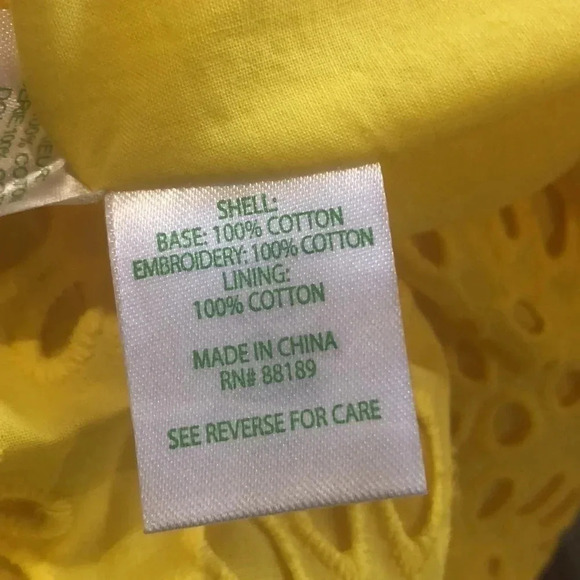 SHELL:
BASE: 100% COTTON
EMBROIDERY: 100% COTTON
LINING:
100% COTTON
MADE IN CHINA
RN# 88189
SEE REVERSE FOR CARE